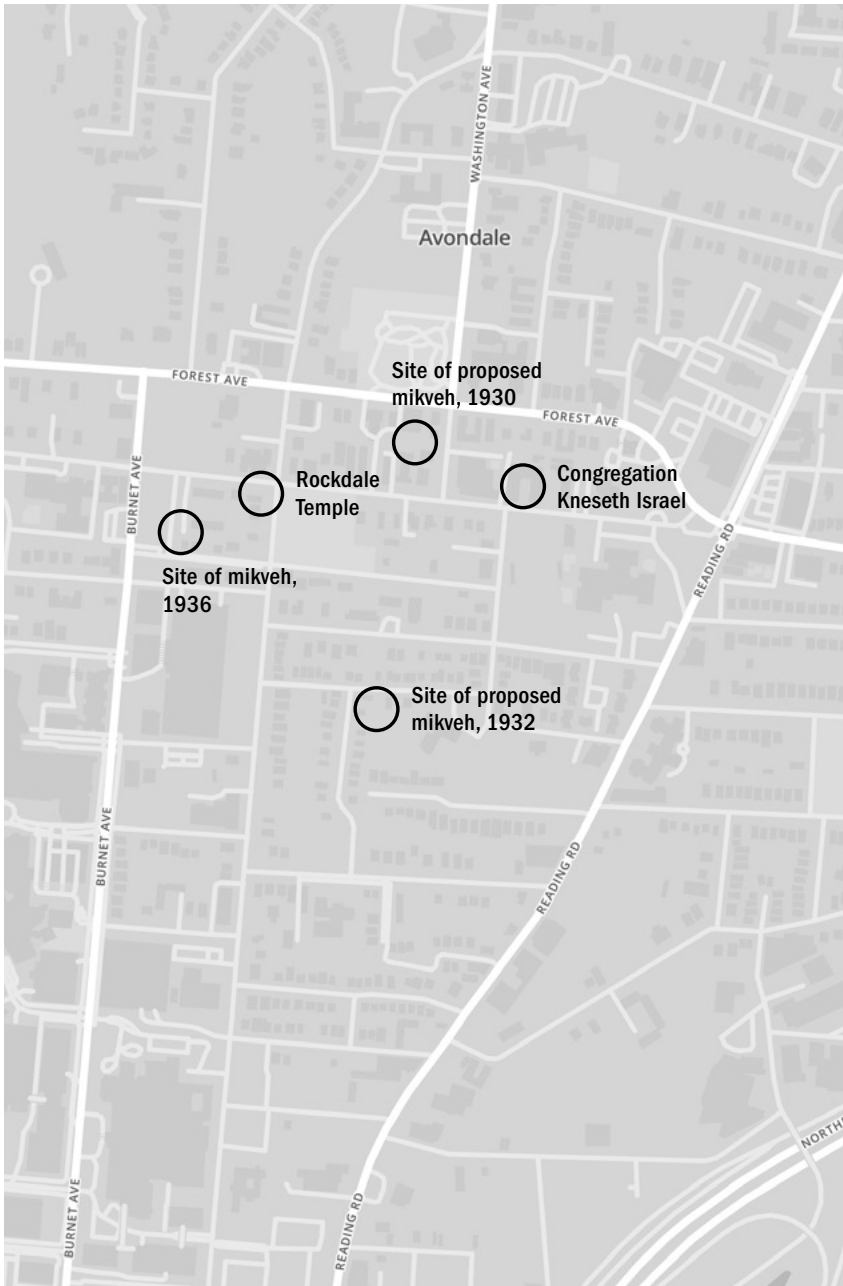 WASHINGTON AVE
Avondale
FOREST AVE
Site of proposed
mikveh, 1930
FOREST AVE
BURNET AVE
Rockdale
Temple
Congregation
Kneseth Israel
READING RD
Site of mikveh,
1936
Site of proposed
mikveh, 1932
BURNET AVE
READING RD
BURNET AVE
READING RD
NORTH